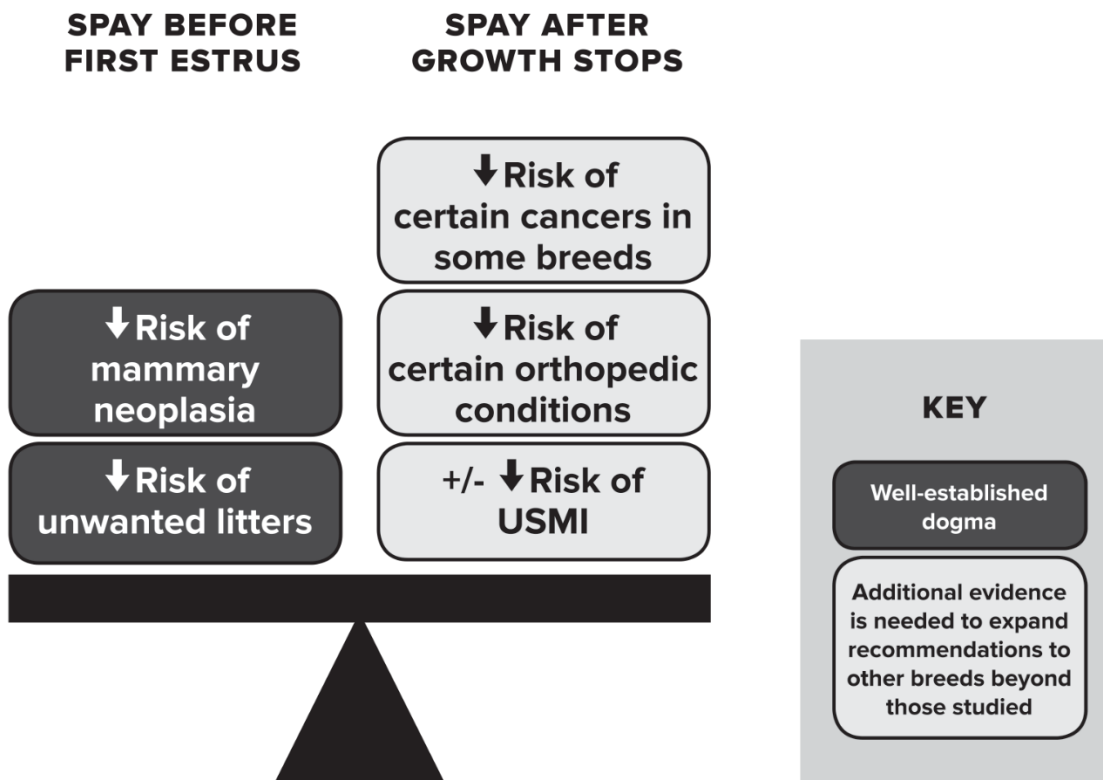 SPAY BEFORE
FIRST ESTRUS
SPAY AFTER
GROWTH STOPS
↓ Risk of
certain cancers in
some breeds
↓ Risk of
mammary
neoplasia
↓ Risk of
certain orthopedic
conditions
↓ Risk of
unwanted litters
+/- ↓ Risk of
USMI
KEY
Well-established
dogma
Additional evidence
is needed to expand
recommendations to
other breeds beyond
those studied